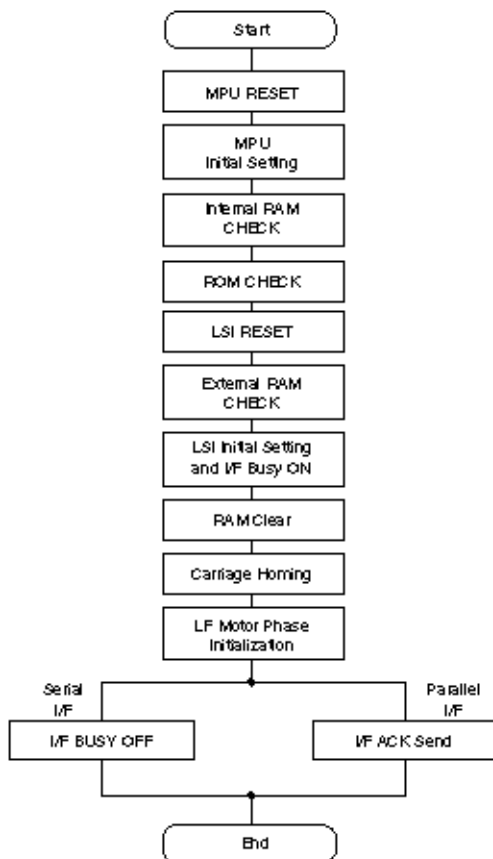 Start
MPU RESET
MPU
Initial Setting
Internal RAM
CHECK
ROM CHECK
LSI RESET
External RAM
CHECK
LSI Initial Setting
and I/F Busy ON
RAM Clear
Carriage Homing
LF Motor Phase
Initialization
Serial
I/F
I/F BUSY OFF
Parallel
I/F
I/F ACK Send
End